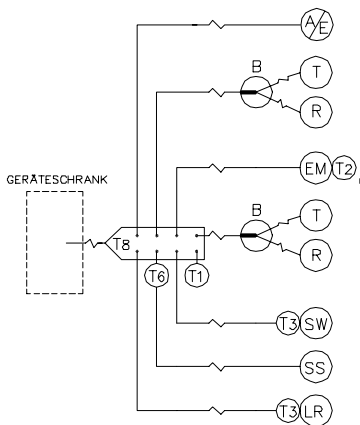 A/E
B
T
R
EM T2
GERÄTESCHRANK
B
T
T8
R
T6
T1
T3 SW
SS
T3 LR